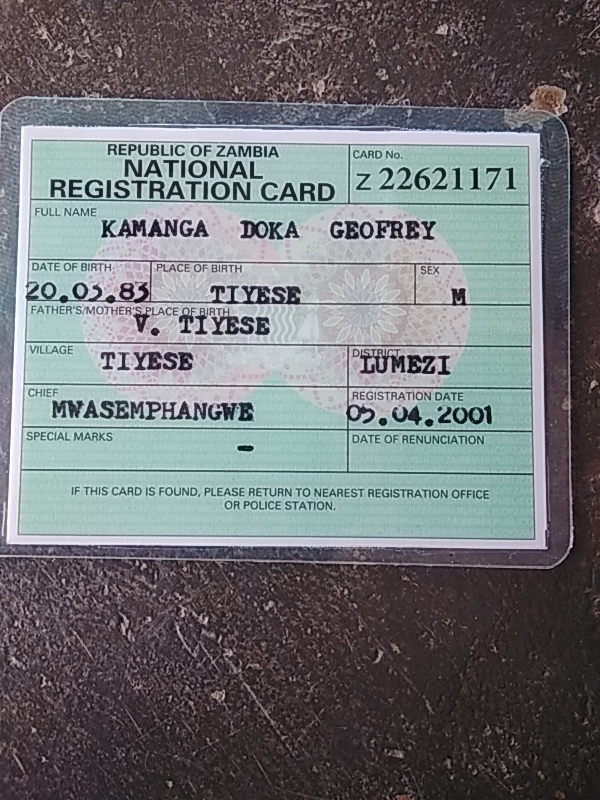 REPUBLIC OF ZAMBIA
NATIONAL
REGISTRATION CARD
CARD No.
Z 22621171
FULL NAME
KAMANGA DOKA GEOFREY
DATE OF BIRTH
20.03.83
PLACE OF BIRTH
TIYESE
SEX
M
FATHER'S/MOTHER'S PLACE OF BIRTH
V. TIYESE
VILLAGE
TIYESE
DISTRICT
LUMEZI
CHIEF
MWASEMPHANGWE
REGISTRATION DATE
05.04.2001
SPECIAL MARKS
-
DATE OF RENUNCIATION
IF THIS CARD IS FOUND, PLEASE RETURN TO NEAREST REGISTRATION OFFICE
OR POLICE STATION.